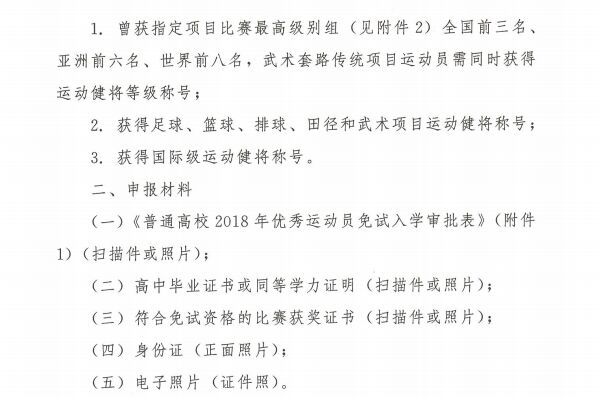 1. 曾获指定项目比赛最高级别组（见附件2）全国前三名、
亚洲前六名、世界前八名，武术套路传统项目运动员需同时获得
运动健将等级称号；
2. 获得足球、篮球、排球、田径和武术项目运动健将称号；
3. 获得国际级运动健将称号。
二、申报材料
（一）《普通高校2018年优秀运动员免试入学审批表》（附件
1）（扫描件或照片）；
（二）高中毕业证书或同等学力证明（扫描件或照片）；
（三）符合免试资格的比赛获奖证书（扫描件或照片）；
（四）身份证（正面照片）；
（五）电子照片（证件照）。